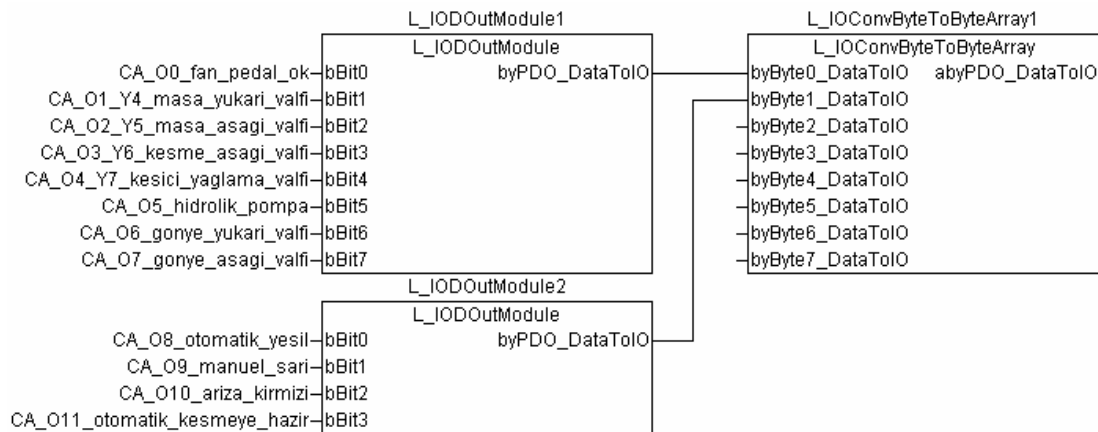 L_IODOutModule1 L_IOConvByteToByteArray1
L_IODOutModule L_IOConvByteToByteArray
CA_O0_fan_pedal_ok bBit0 byPDO_DataToIO byByte0_DataToIO abyPDO_DataToIO
CA_O1_Y4_masa_yukari_valfi bBit1 byByte1_DataToIO
CA_O2_Y5_masa_asagi_valfi bBit2 byByte2_DataToIO
CA_O3_Y6_kesme_asagi_valfi bBit3 byByte3_DataToIO
CA_O4_Y7_kesici_yaglama_valfi bBit4 byByte4_DataToIO
CA_O5_hidrolik_pompa bBit5 byByte5_DataToIO
CA_O6_gonye_yukari_valfi bBit6 byByte6_DataToIO
CA_O7_gonye_asagi_valfi bBit7 byByte7_DataToIO
L_IODOutModule2
L_IODOutModule
CA_O8_otomatik_yesil bBit0 byPDO_DataToIO
CA_O9_manuel_sari bBit1
CA_O10_ariza_kirmizi bBit2
CA_O11_otomatik_kesmeye_hazir bBit3